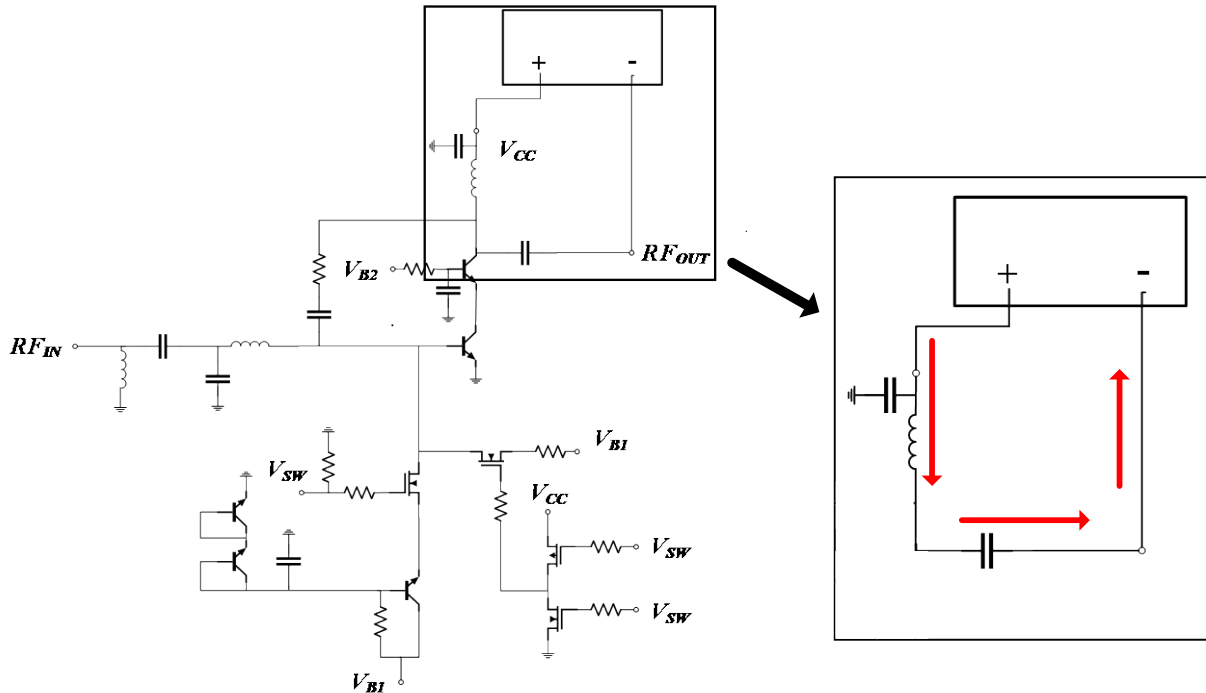 + -
V_CC
V_B2
RF_OUT
RF_IN
+ -
V_SW
V_B1
V_CC
V_SW
V_SW
V_B1